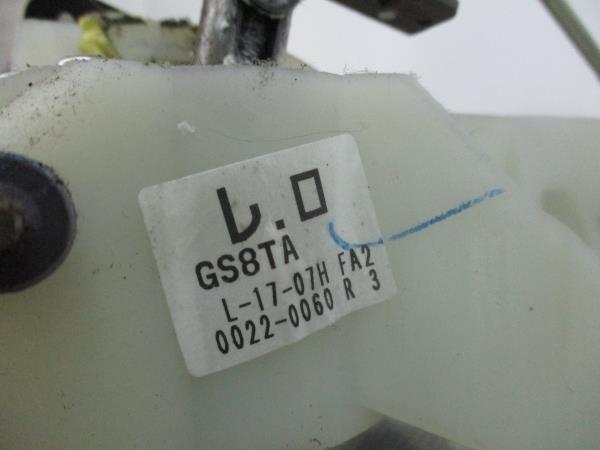 レ.ロ
GS8TA
L-17-07H FA2
0022-0060 R 3